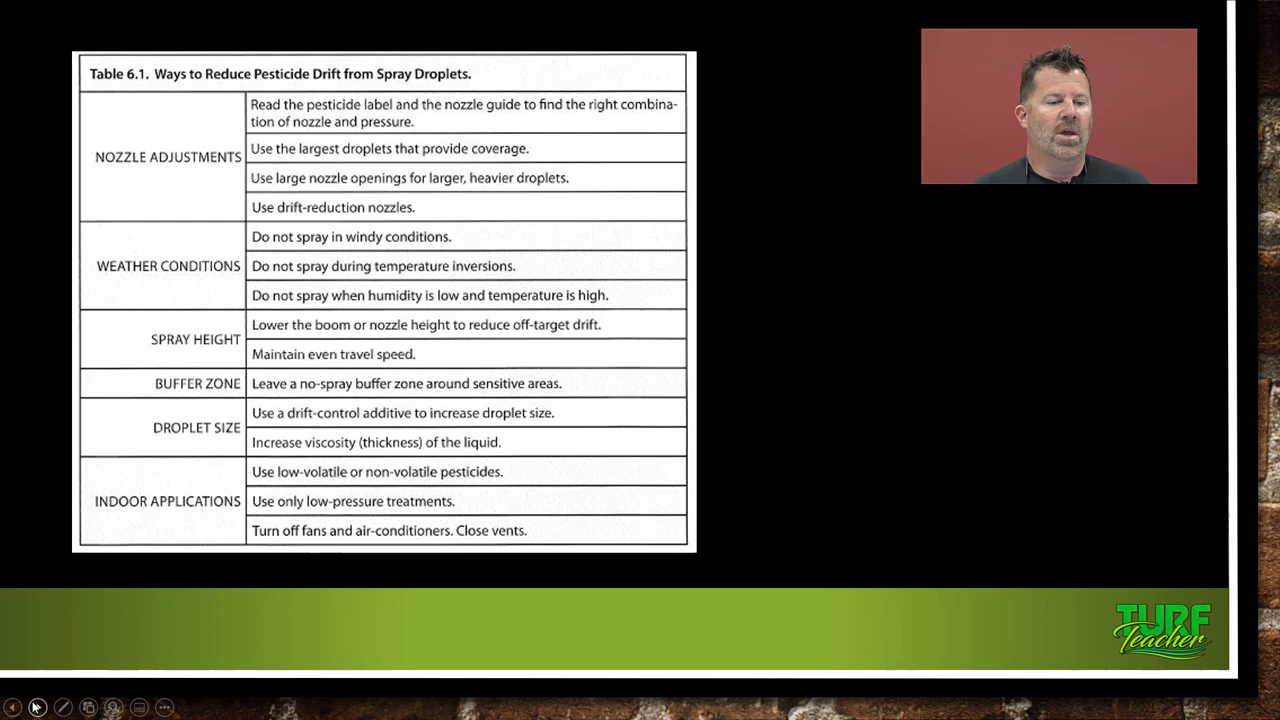 Table 6.1. Ways to Reduce Pesticide Drift from Spray Droplets.
NOZZLE ADJUSTMENTS
Read the pesticide label and the nozzle guide to find the right combina-
tion of nozzle and pressure.
Use the largest droplets that provide coverage.
Use large nozzle openings for larger, heavier droplets.
Use drift-reduction nozzles.
WEATHER CONDITIONS
Do not spray in windy conditions.
Do not spray during temperature inversions.
Do not spray when humidity is low and temperature is high.
SPRAY HEIGHT
Lower the boom or nozzle height to reduce off-target drift.
Maintain even travel speed.
BUFFER ZONE
Leave a no-spray buffer zone around sensitive areas.
DROPLET SIZE
Use a drift-control additive to increase droplet size.
Increase viscosity (thickness) of the liquid.
INDOOR APPLICATIONS
Use low-volatile or non-volatile pesticides.
Use only low-pressure treatments.
Turn off fans and air-conditioners. Close vents.
TURF
Teacher